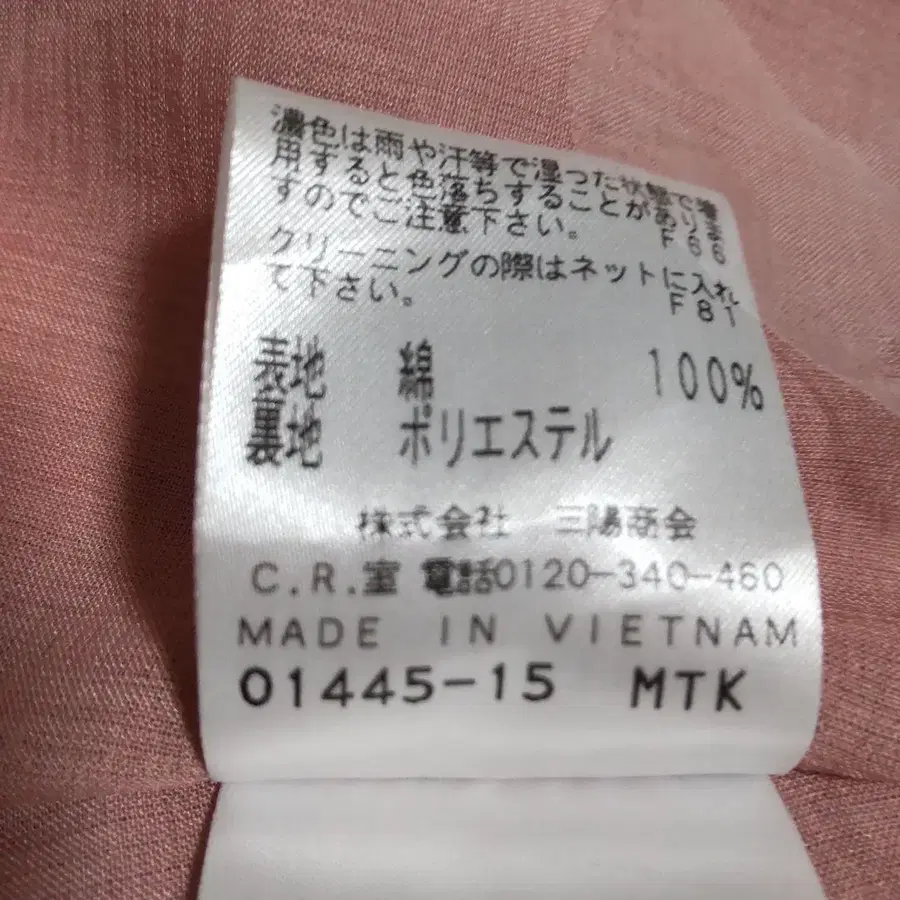 濃色は雨や汗等で湿った状態で着
用すると色落ちすることがありま
すのでご注意下さい。 F66
クリーニングの際はネットに入れ
て下さい。 F81
表地 綿 100%
裏地 ポリエステル
株式会社 三陽商会
C.R.室 電話0120-340-460
MADE IN VIETNAM
01445-15 MTK